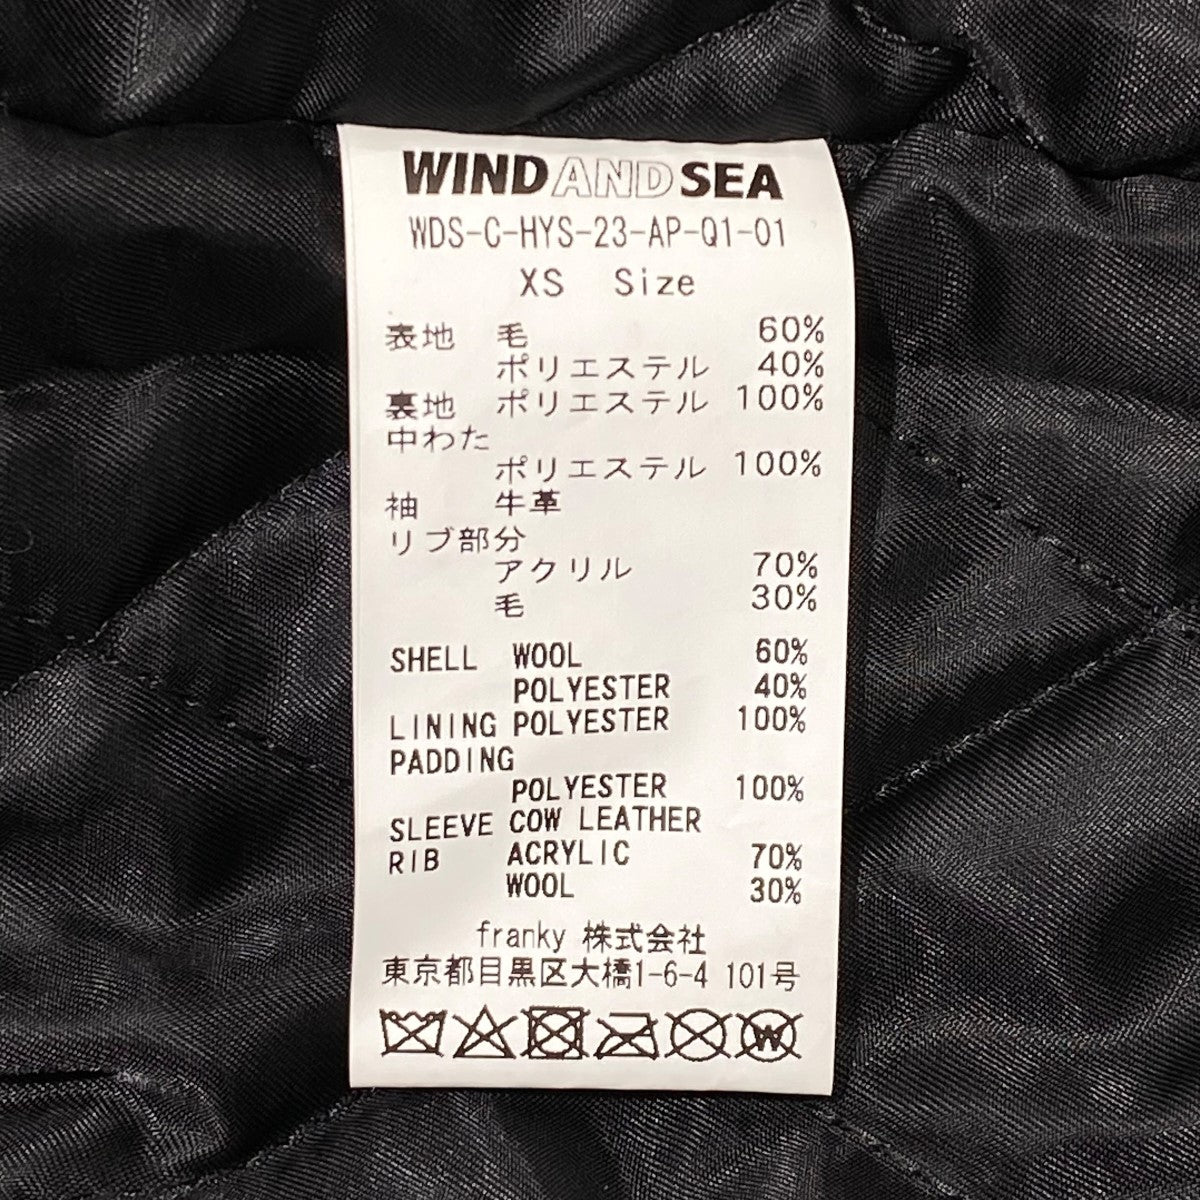 WIND AND SEA
WDS-C-HYS-23-AP-Q1-01
XS Size
表地 毛 60%
ポリエステル 40%
裏地 ポリエステル 100%
中わた
ポリエステル 100%
袖 牛革
リブ部分
アクリル 70%
毛 30%
SHELL WOOL 60%
POLYESTER 40%
LINING POLYESTER 100%
PADDING
POLYESTER 100%
SLEEVE COW LEATHER
RIB ACRYLIC 70%
WOOL 30%
franky 株式会社
東京都目黒区大橋1-6-4 101号
W